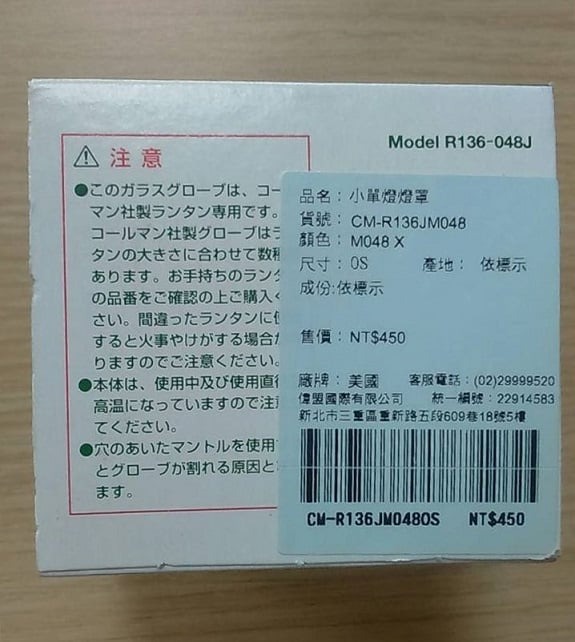 Model R136-048J
⚠ 注意
●このガラスグローブは、コー
マン社製ランタン専用です。
コールマン社製グローブはラ
タンの大きさに合わせて数種
あります。お手持ちのランタ
の品番をご確認の上ご購入く
さい。間違ったランタンに使
すると火事やけがする場合が
りますのでご注意ください。
●本体は、使用中及び使用直後
高温になっていますので注意
てください。
●穴のあいたマントルを使用
とグローブが割れる原因と
ます。
品名：小單燈燈罩
貨號：CM-R136JM048
顏色：M048 X
尺寸：0S 產地：依標示
成份:依標示
售價：NT$450
廠牌：美國 客服電話：(02)29999520
偉盟國際有限公司 統一編號：22914583
新北市三重區重新路五段609巷18號5樓
CM-R136JM0480S NT$450